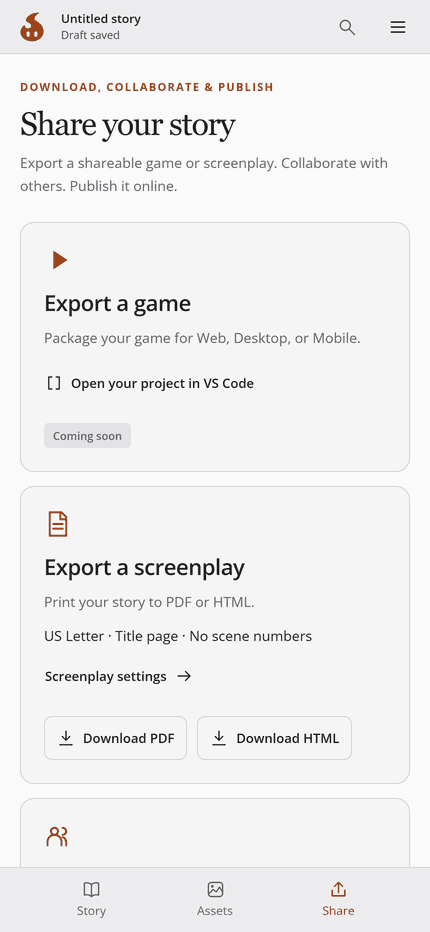 Untitled story
Draft saved
DOWNLOAD, COLLABORATE & PUBLISH
Share your story
Export a shareable game or screenplay. Collaborate with
others. Publish it online.
Export a game
Package your game for Web, Desktop, or Mobile.
Open your project in VS Code
Coming soon
Export a screenplay
Print your story to PDF or HTML.
US Letter · Title page · No scene numbers
Screenplay settings
Download PDF
Download HTML
Story
Assets
Share